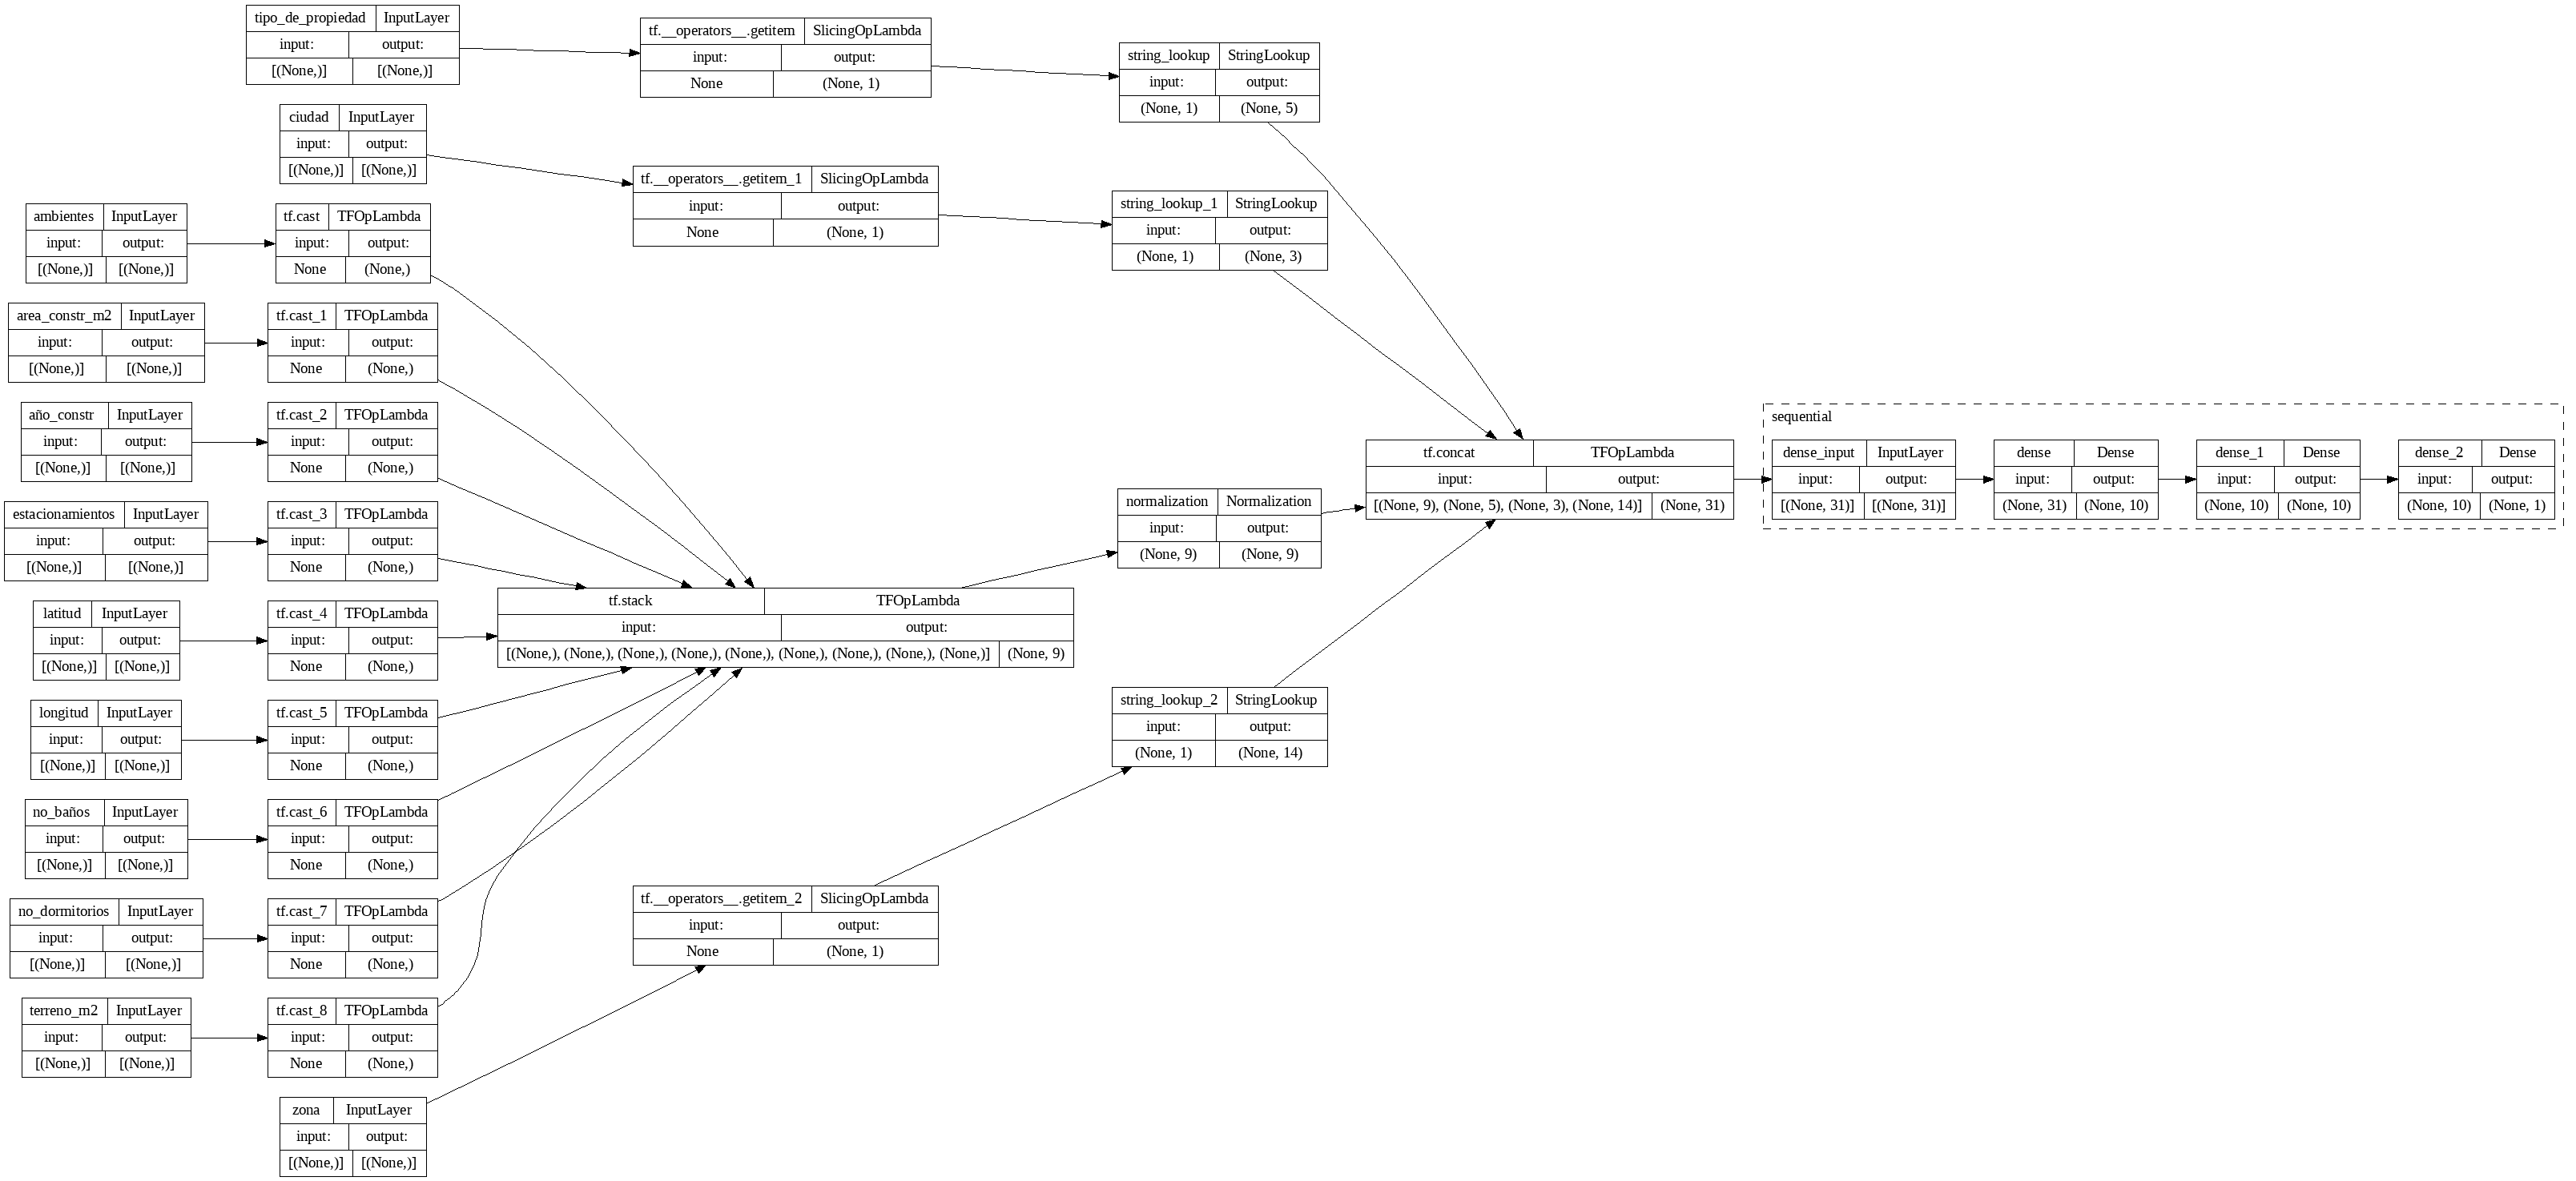 tipo_de_propiedad InputLayer
input: output:
[(None,)] [(None,)]
tf.__operators__.getitem SlicingOpLambda
input: output:
None (None, 1)
string_lookup StringLookup
input: output:
(None, 1) (None, 5)
ciudad InputLayer
input: output:
[(None,)] [(None,)]
tf.__operators__.getitem_1 SlicingOpLambda
input: output:
None (None, 1)
string_lookup_1 StringLookup
input: output:
(None, 1) (None, 3)
ambientes InputLayer
input: output:
[(None,)] [(None,)]
tf.cast TFOpLambda
input: output:
None (None,)
area_constr_m2 InputLayer
input: output:
[(None,)] [(None,)]
tf.cast_1 TFOpLambda
input: output:
None (None,)
año_constr InputLayer
input: output:
[(None,)] [(None,)]
tf.cast_2 TFOpLambda
input: output:
None (None,)
estacionamientos InputLayer
input: output:
[(None,)] [(None,)]
tf.cast_3 TFOpLambda
input: output:
None (None,)
latitud InputLayer
input: output:
[(None,)] [(None,)]
tf.cast_4 TFOpLambda
input: output:
None (None,)
longitud InputLayer
input: output:
[(None,)] [(None,)]
tf.cast_5 TFOpLambda
input: output:
None (None,)
no_baños InputLayer
input: output:
[(None,)] [(None,)]
tf.cast_6 TFOpLambda
input: output:
None (None,)
no_dormitorios InputLayer
input: output:
[(None,)] [(None,)]
tf.cast_7 TFOpLambda
input: output:
None (None,)
terreno_m2 InputLayer
input: output:
[(None,)] [(None,)]
tf.cast_8 TFOpLambda
input: output:
None (None,)
zona InputLayer
input: output:
[(None,)] [(None,)]
tf.stack TFOpLambda
input: output:
[(None,), (None,), (None,), (None,), (None,), (None,), (None,), (None,), (None,)] (None, 9)
tf.__operators__.getitem_2 SlicingOpLambda
input: output:
None (None, 1)
normalization Normalization
input: output:
(None, 9) (None, 9)
string_lookup_2 StringLookup
input: output:
(None, 1) (None, 14)
tf.concat TFOpLambda
input: output:
[(None, 9), (None, 5), (None, 3), (None, 14)] (None, 31)
sequential
dense_input InputLayer
input: output:
[(None, 31)] [(None, 31)]
dense Dense
input: output:
(None, 31) (None, 10)
dense_1 Dense
input: output:
(None, 10) (None, 10)
dense_2 Dense
input: output:
(None, 10) (None, 1)